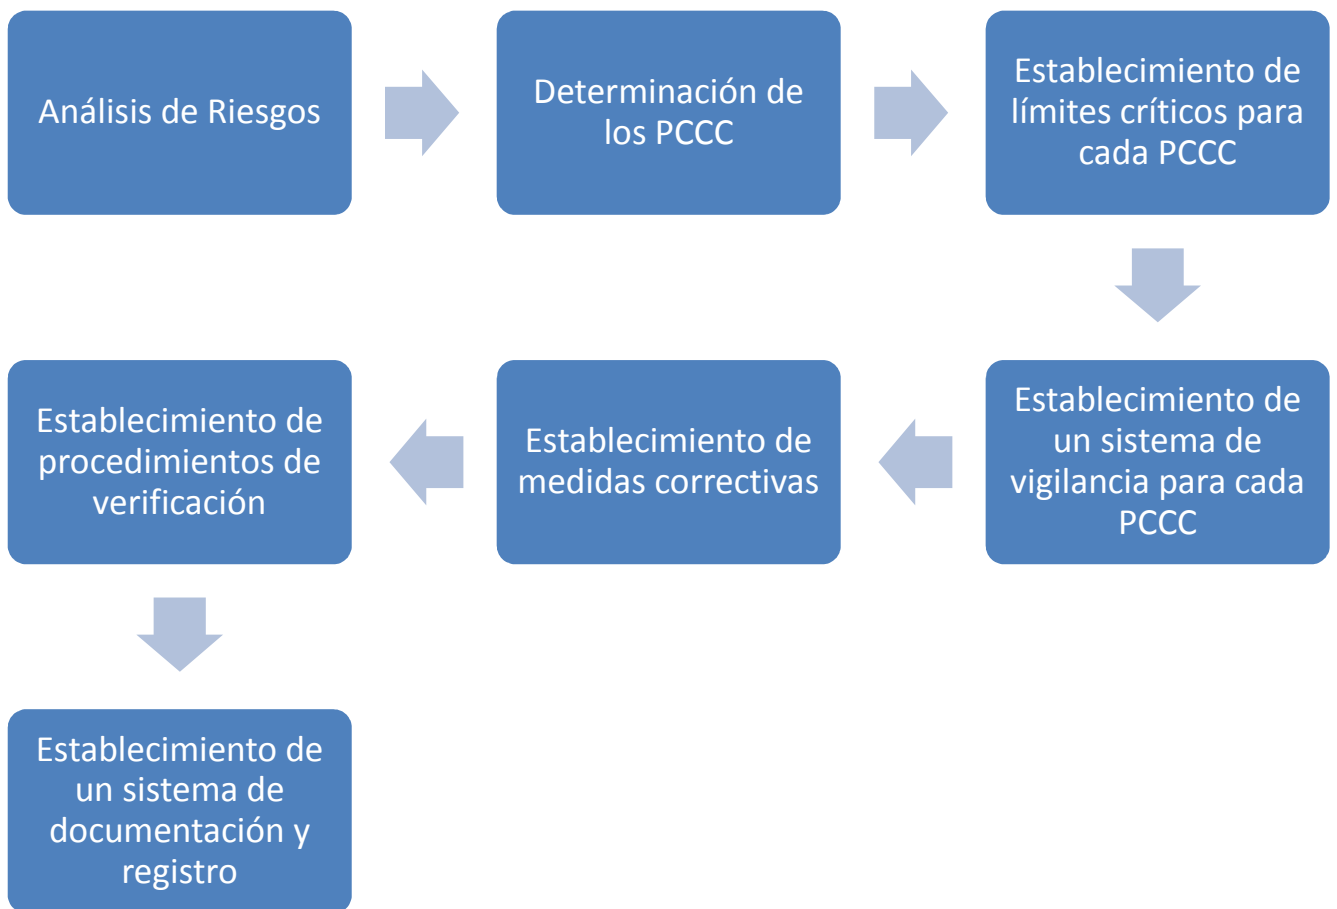 Análisis de Riesgos
Determinación de
los PCCC
Establecimiento de
límites críticos para
cada PCCC
Establecimiento de
un sistema de
vigilancia para cada
PCCC
Establecimiento de
medidas correctivas
Establecimiento de
procedimientos de
verificación
Establecimiento de
un sistema de
documentación y
registro